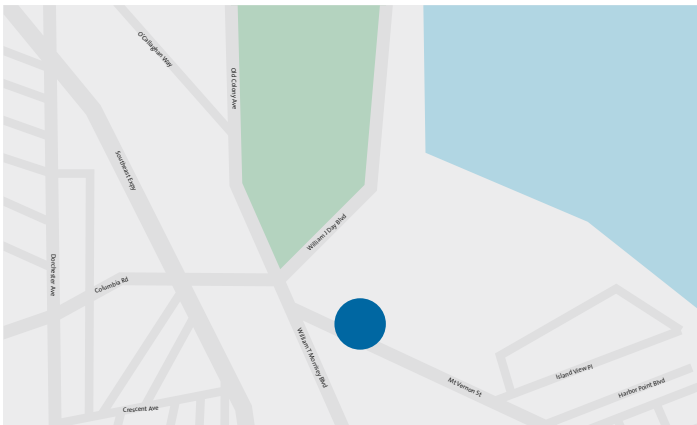 O'Callaghan Way
Old Colony Ave
Southeast Expy
William J Day Blvd
Dorchester Ave
Columbia Rd
William T Morrisey Blvd
Mt Vernon St
Island View Pl
Harbor Point Blvd
Crescent Ave